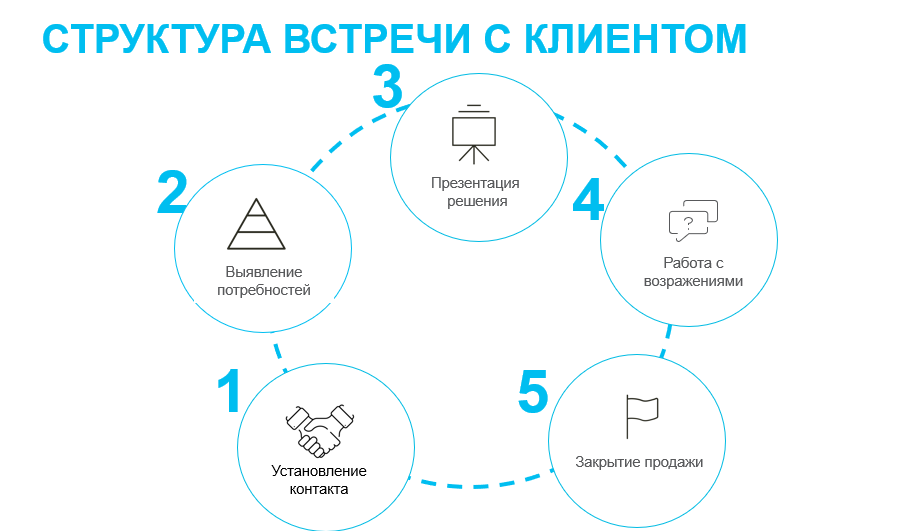 СТРУКТУРА ВСТРЕЧИ С КЛИЕНТОМ
1
Установление
контакта
2
Выявление
потребностей
3
Презентация
решения
4
?
Работа с
возражениями
5
Закрытие продажи